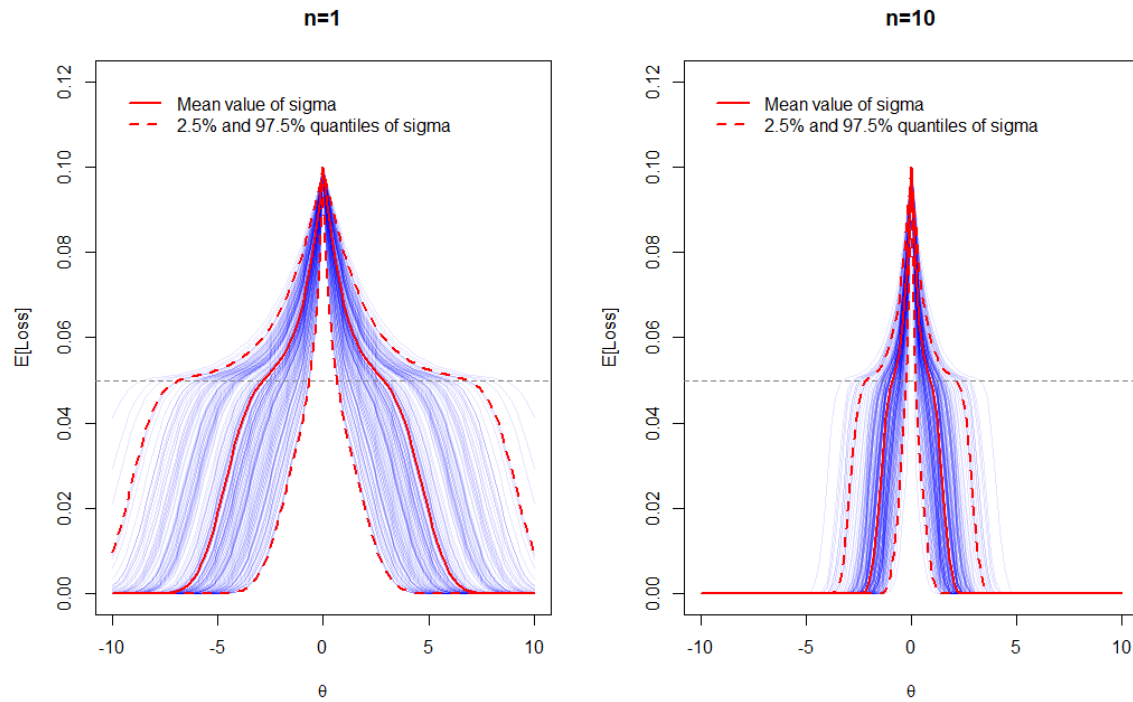 n=1
0.12
0.10
0.08
0.06
0.04
0.02
0.00
E[Loss]
Mean value of sigma
2.5% and 97.5% quantiles of sigma
-10 -5 0 5 10
θ
n=10
0.12
0.10
0.08
0.06
0.04
0.02
0.00
E[Loss]
Mean value of sigma
2.5% and 97.5% quantiles of sigma
-10 -5 0 5 10
θ